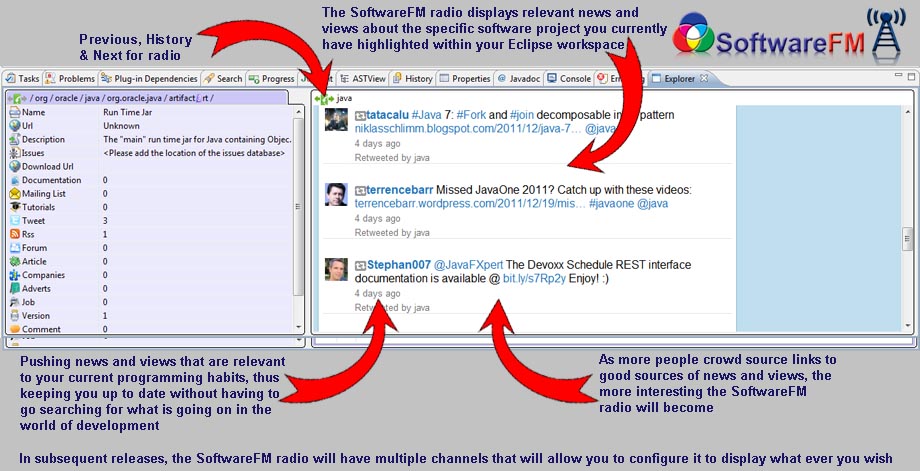 The SoftwareFM radio displays relevant news and
views about the specific software project you currently
have highlighted within your Eclipse workspace
Previous, History
& Next for radio
SoftwareFM
Tasks Problems Plug-in Dependencies Search Progress ASTView History Properties Javadoc Console Explorer
/ org / oracle / java / org.oracle.java / artifact / rt /
Name Run Time Jar
Url Unknown
Description The "main" run time jar for Java containing Objec.
Issues <Please add the location of the issues database>
Download Url
Documentation 0
Mailing List 0
Tutorials 0
Tweet 3
Rss 1
Forum 0
Article 0
Companies 0
Adverts 0
Job 0
Version 1
Comment 0
java
tatacalu #Java 7: #Fork and #join decomposable pattern
niklasschlimm.blogspot.com/2011/12/java-7… @java
4 days ago
Retweeted by java
terrencebarr Missed JavaOne 2011? Catch up with these videos:
terrencebarr.wordpress.com/2011/12/19/mis… #javaone @java
4 days ago
Retweeted by java
Stephan007 @JavaFXpert The Devoxx Schedule REST interface
documentation is available @ bit.ly/s7Rp2y Enjoy! :)
4 days ago
Retweeted by java
Pushing news and views that are relevant
to your current programming habits, thus
keeping you up to date without having to
go searching for what is going on in the
world of development
As more people crowd source links to
good sources of news and views, the
more interesting the SoftwareFM
radio will become
In subsequent releases, the SoftwareFM radio will have multiple channels that will allow you to configure it to display what ever you wish